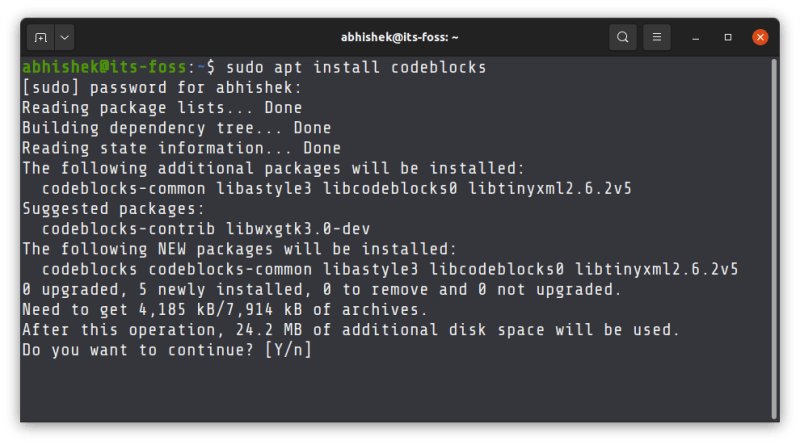 abhishek@its-foss: ~
abhishek@its-foss:~$ sudo apt install codeblocks
[sudo] password for abhishek:
Reading package lists... Done
Building dependency tree... Done
Reading state information... Done
The following additional packages will be installed:
  codeblocks-common libastyle3 libcodeblocks0 libtinyxml2.6.2v5
Suggested packages:
  codeblocks-contrib libwxgtk3.0-dev
The following NEW packages will be installed:
  codeblocks codeblocks-common libastyle3 libcodeblocks0 libtinyxml2.6.2v5
0 upgraded, 5 newly installed, 0 to remove and 0 not upgraded.
Need to get 4,185 kB/7,914 kB of archives.
After this operation, 24.2 MB of additional disk space will be used.
Do you want to continue? [Y/n]